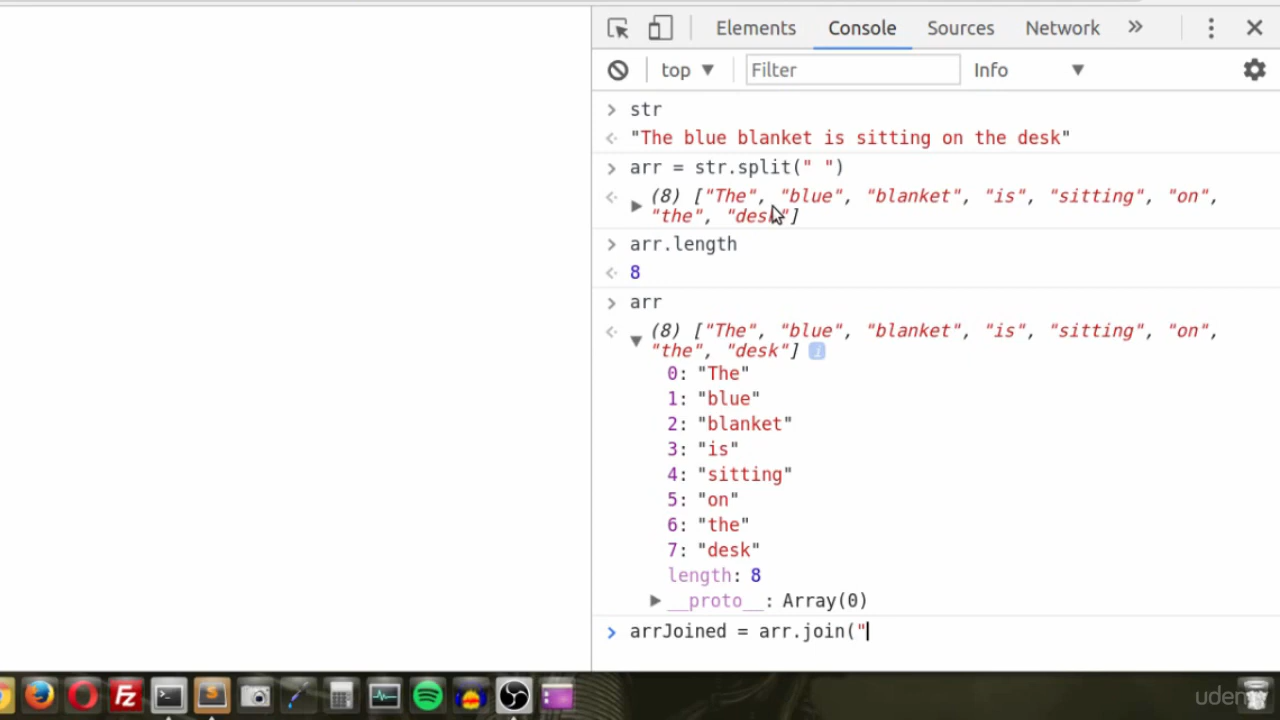 Elements Console Sources Network »
top ▼ Filter Info ▼
> str
"The blue blanket is sitting on the desk"
> arr = str.split(" ")
(8) ["The", "blue", "blanket", "is", "sitting", "on",
"the", "desk"]
> arr.length
8
> arr
(8) ["The", "blue", "blanket", "is", "sitting", "on",
"the", "desk"] i
0: "The"
1: "blue"
2: "blanket"
3: "is"
4: "sitting"
5: "on"
6: "the"
7: "desk"
length: 8
__proto__: Array(0)
> arrJoined = arr.join("
Fz >_ S
udemy